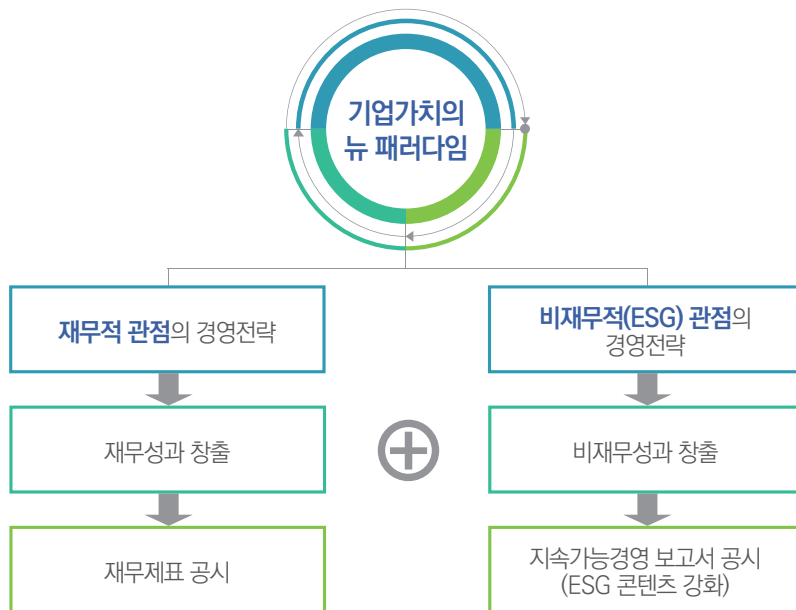 기업가치의
뉴 패러다임
재무적 관점의 경영전략
비재무적(ESG) 관점의
경영전략
재무성과 창출
비재무성과 창출
재무제표 공시
지속가능경영 보고서 공시
(ESG 콘텐츠 강화)